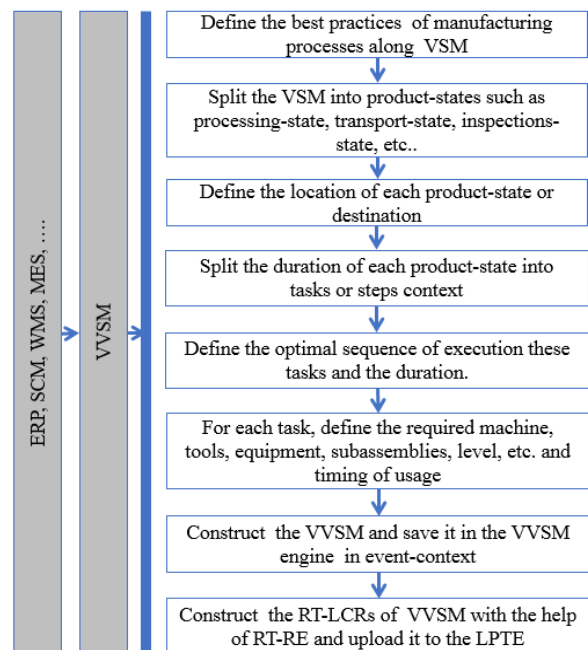 ERP, SCM, WMS, MES, ....
VVSM
Define the best practices of manufacturing
processes along VSM
Split the VSM into product-states such as
processing-state, transport-state, inspections-
state, etc..
Define the location of each product-state or
destination
Split the duration of each product-state into
tasks or steps context
Define the optimal sequence of execution these
tasks and the duration.
For each task, define the required machine,
tools, equipment, subassemblies, level, etc. and
timing of usage
Construct the VVSM and save it in the VVSM
engine in event-context
Construct the RT-LCRs of VVSM with the help
of RT-RE and upload it to the LPTE